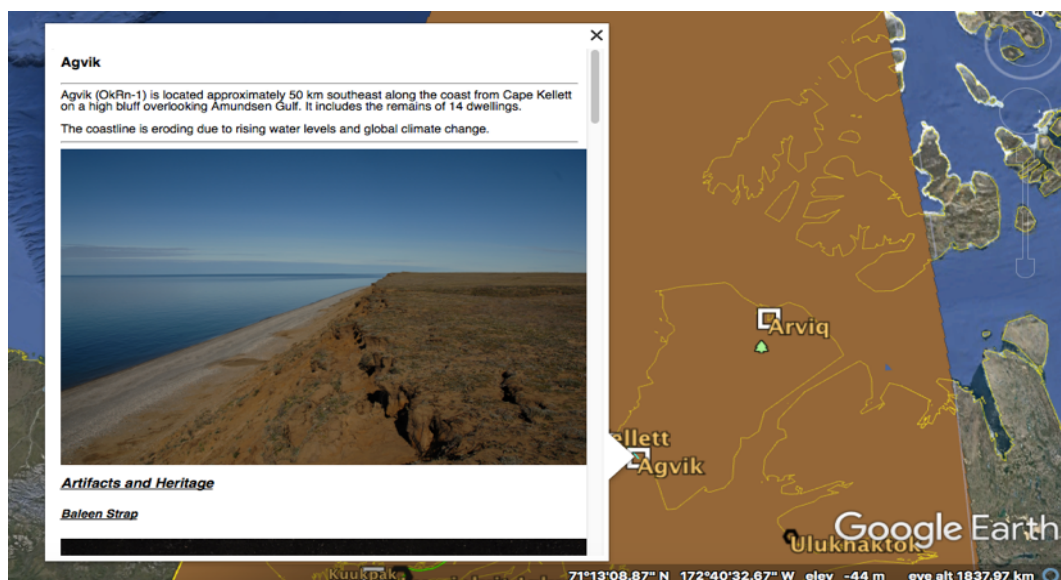 Agvik
Agvik (OkRn-1) is located approximately 50 km southeast along the coast from Cape Kellett
on a high bluff overlooking Amundsen Gulf. It includes the remains of 14 dwellings.
The coastline is eroding due to rising water levels and global climate change.
Artifacts and Heritage
Baleen Strap
Arviq
ellett
Agvik
Google Earth
Ulukhaktok
Kuukpak
71°13'08.87" N 172°40'32.67" W elev -44 m eye alt 1837.97 km